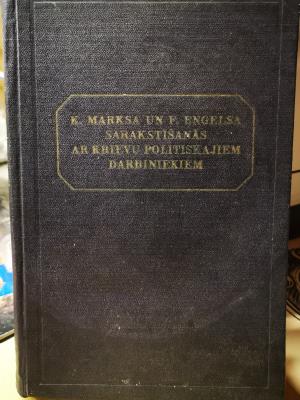 K. MARKSA UN F. ENGELSA
SARAKSTĪŠANĀS
AR KRIEVU POLITISKAJIEM
DARBINIEKIEM